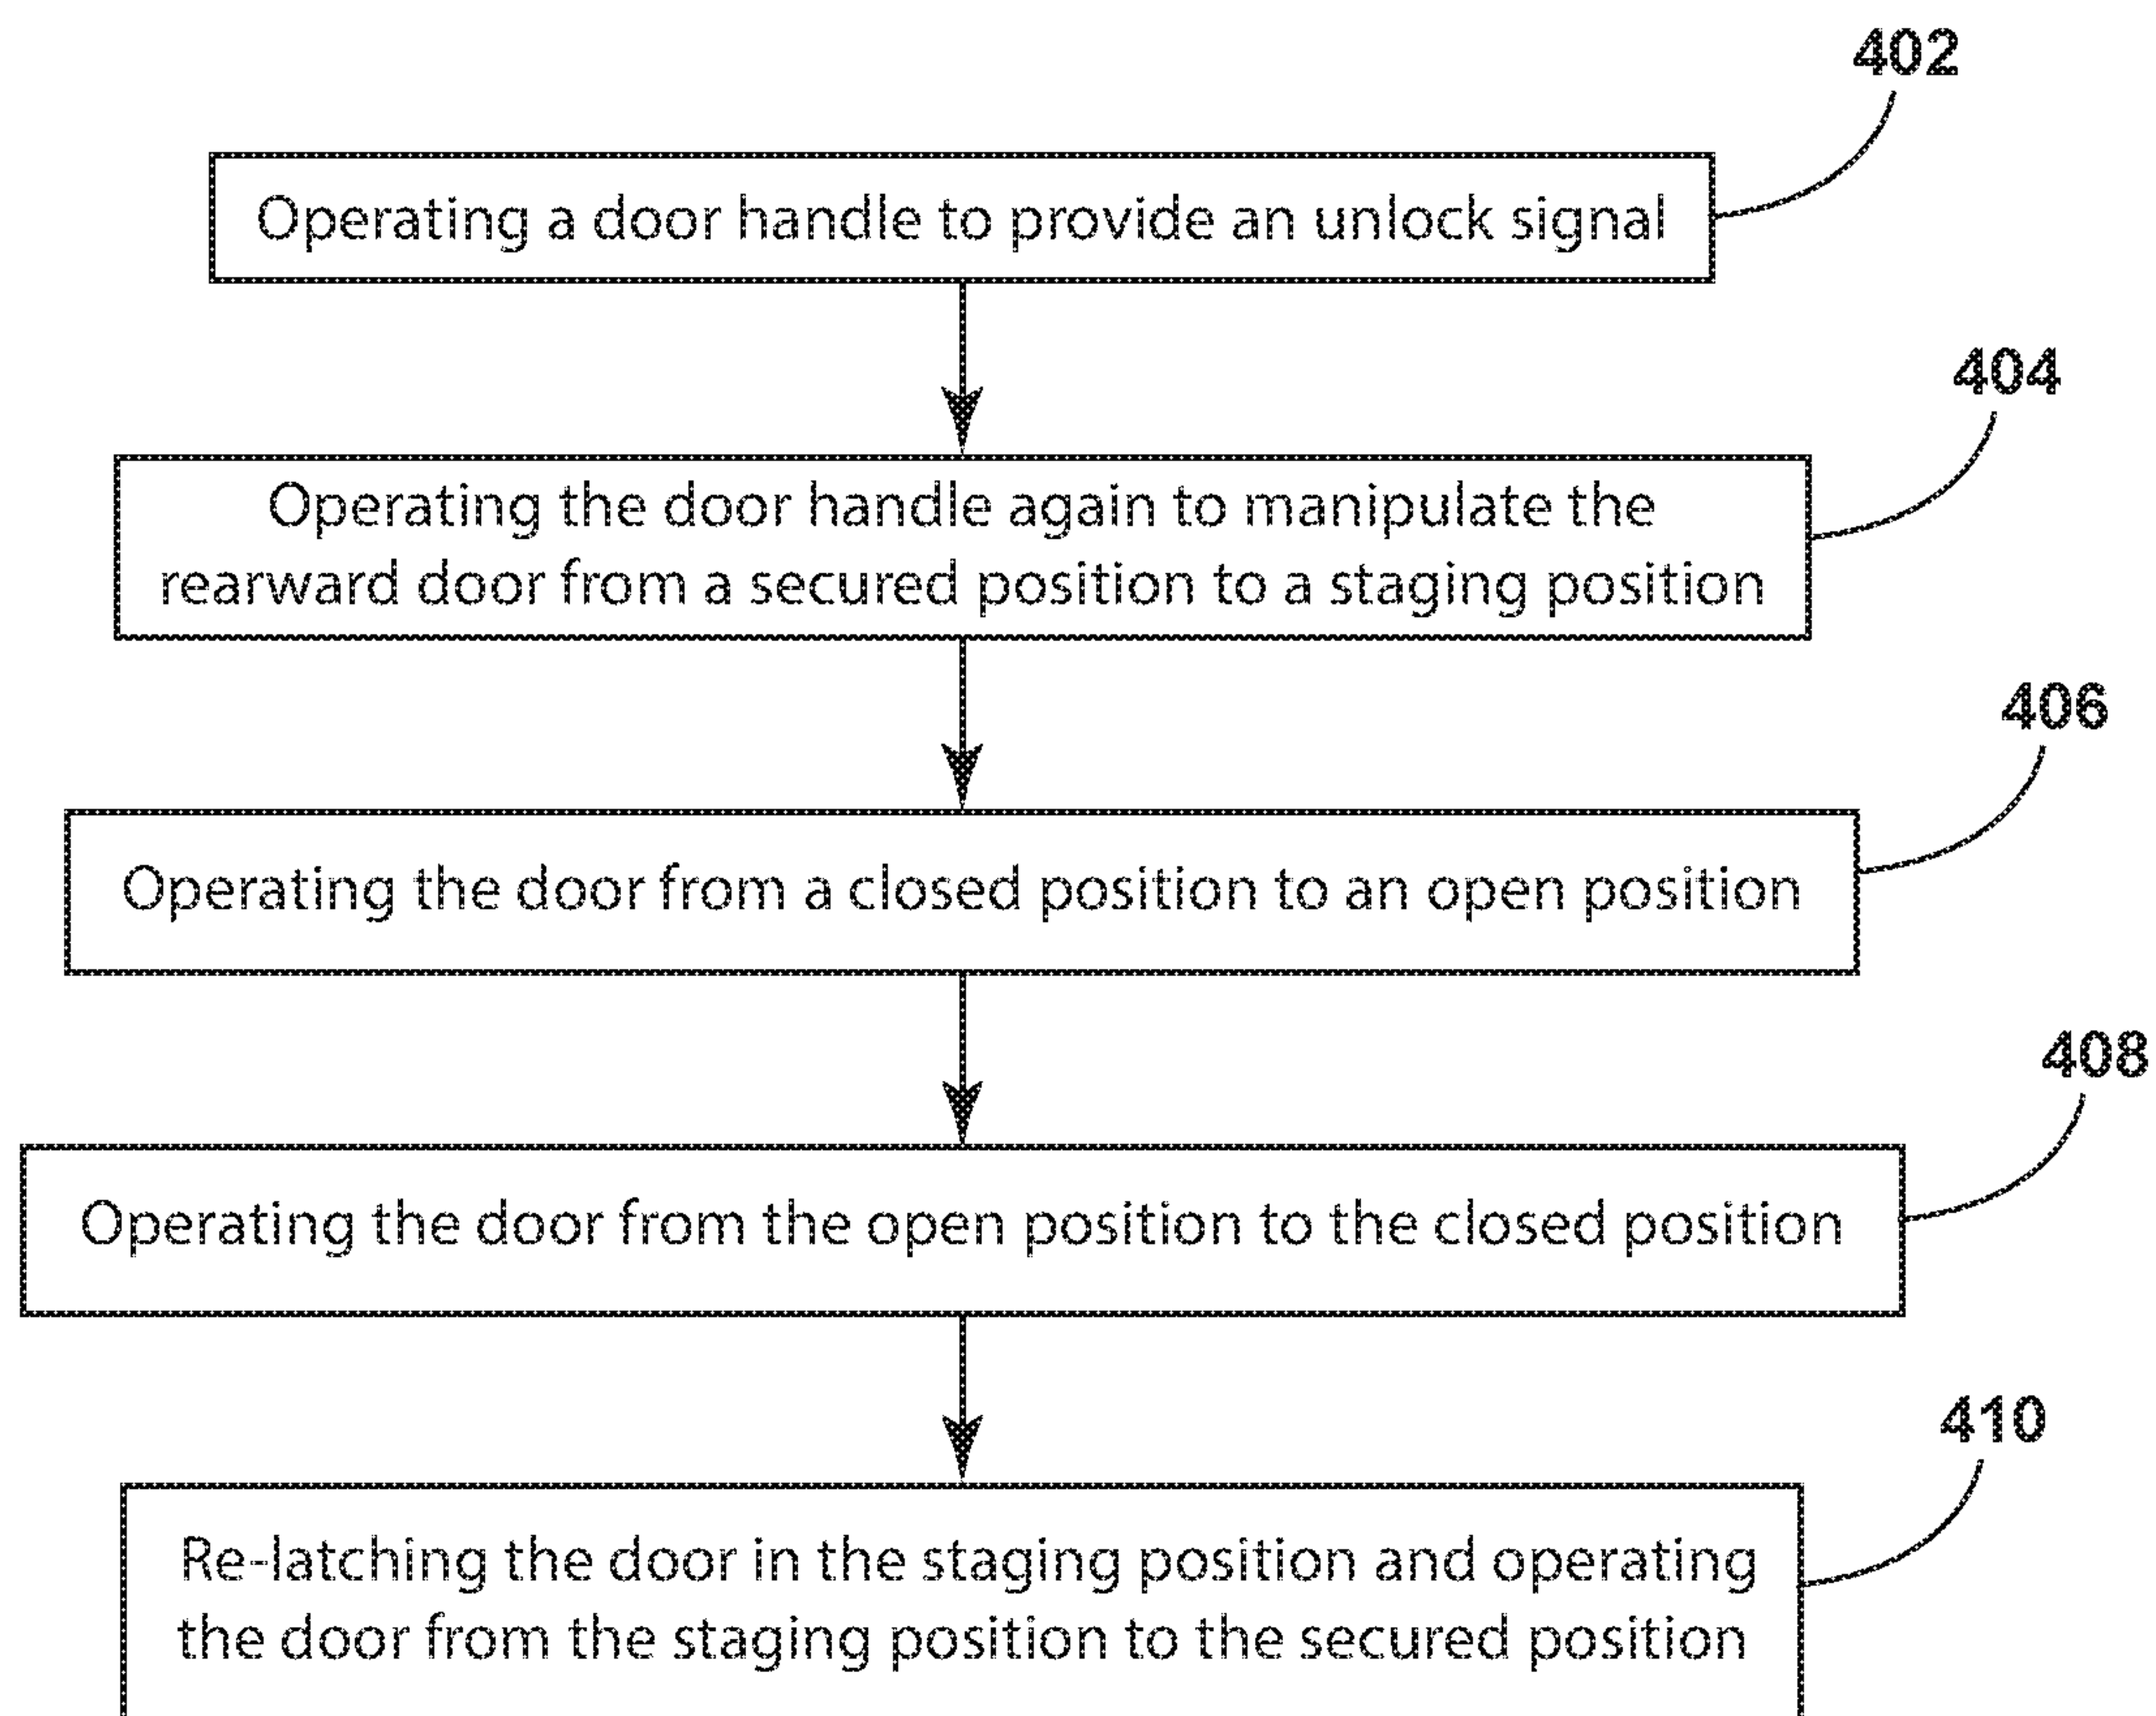 402
Operating a door handle to provide an unlock signal
404
Operating the door handle again to manipulate the
rearward door from a secured position to a staging position
406
Operating the door from a closed position to an open position
408
Operating the door from the open position to the closed position
410
Re-latching the door in the staging position and operating
the door from the staging position to the secured position